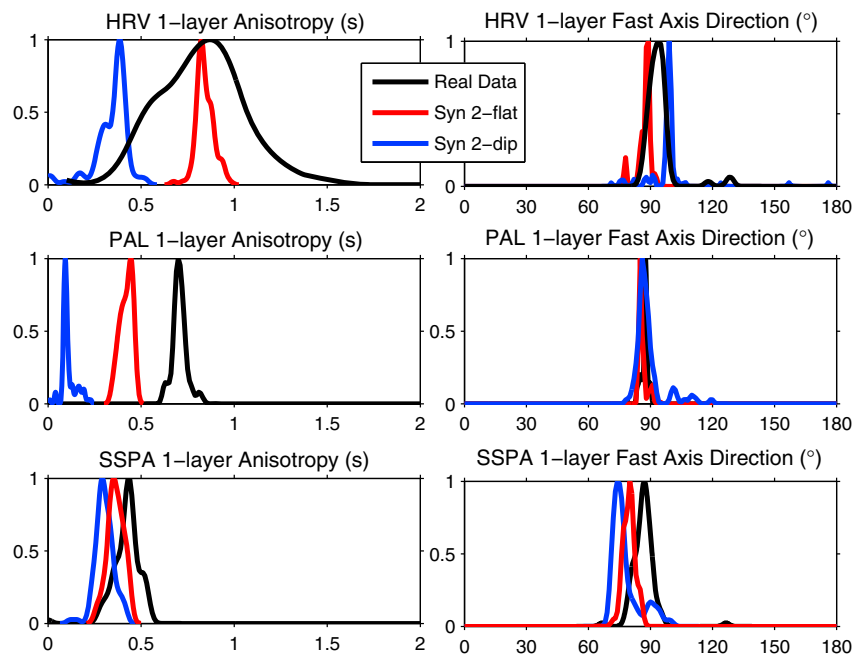 HRV 1−layer Anisotropy (s)
HRV 1−layer Fast Axis Direction (°)
1
0.5
0
0 0.5 1 1.5 2
1
0.5
0
0 30 60 90 120 150 180
Real Data
Syn 2−flat
Syn 2−dip
PAL 1−layer Anisotropy (s)
PAL 1−layer Fast Axis Direction (°)
1
0.5
0
0 0.5 1 1.5 2
1
0.5
0
0 30 60 90 120 150 180
SSPA 1−layer Anisotropy (s)
SSPA 1−layer Fast Axis Direction (°)
1
0.5
0
0 0.5 1 1.5 2
1
0.5
0
0 30 60 90 120 150 180